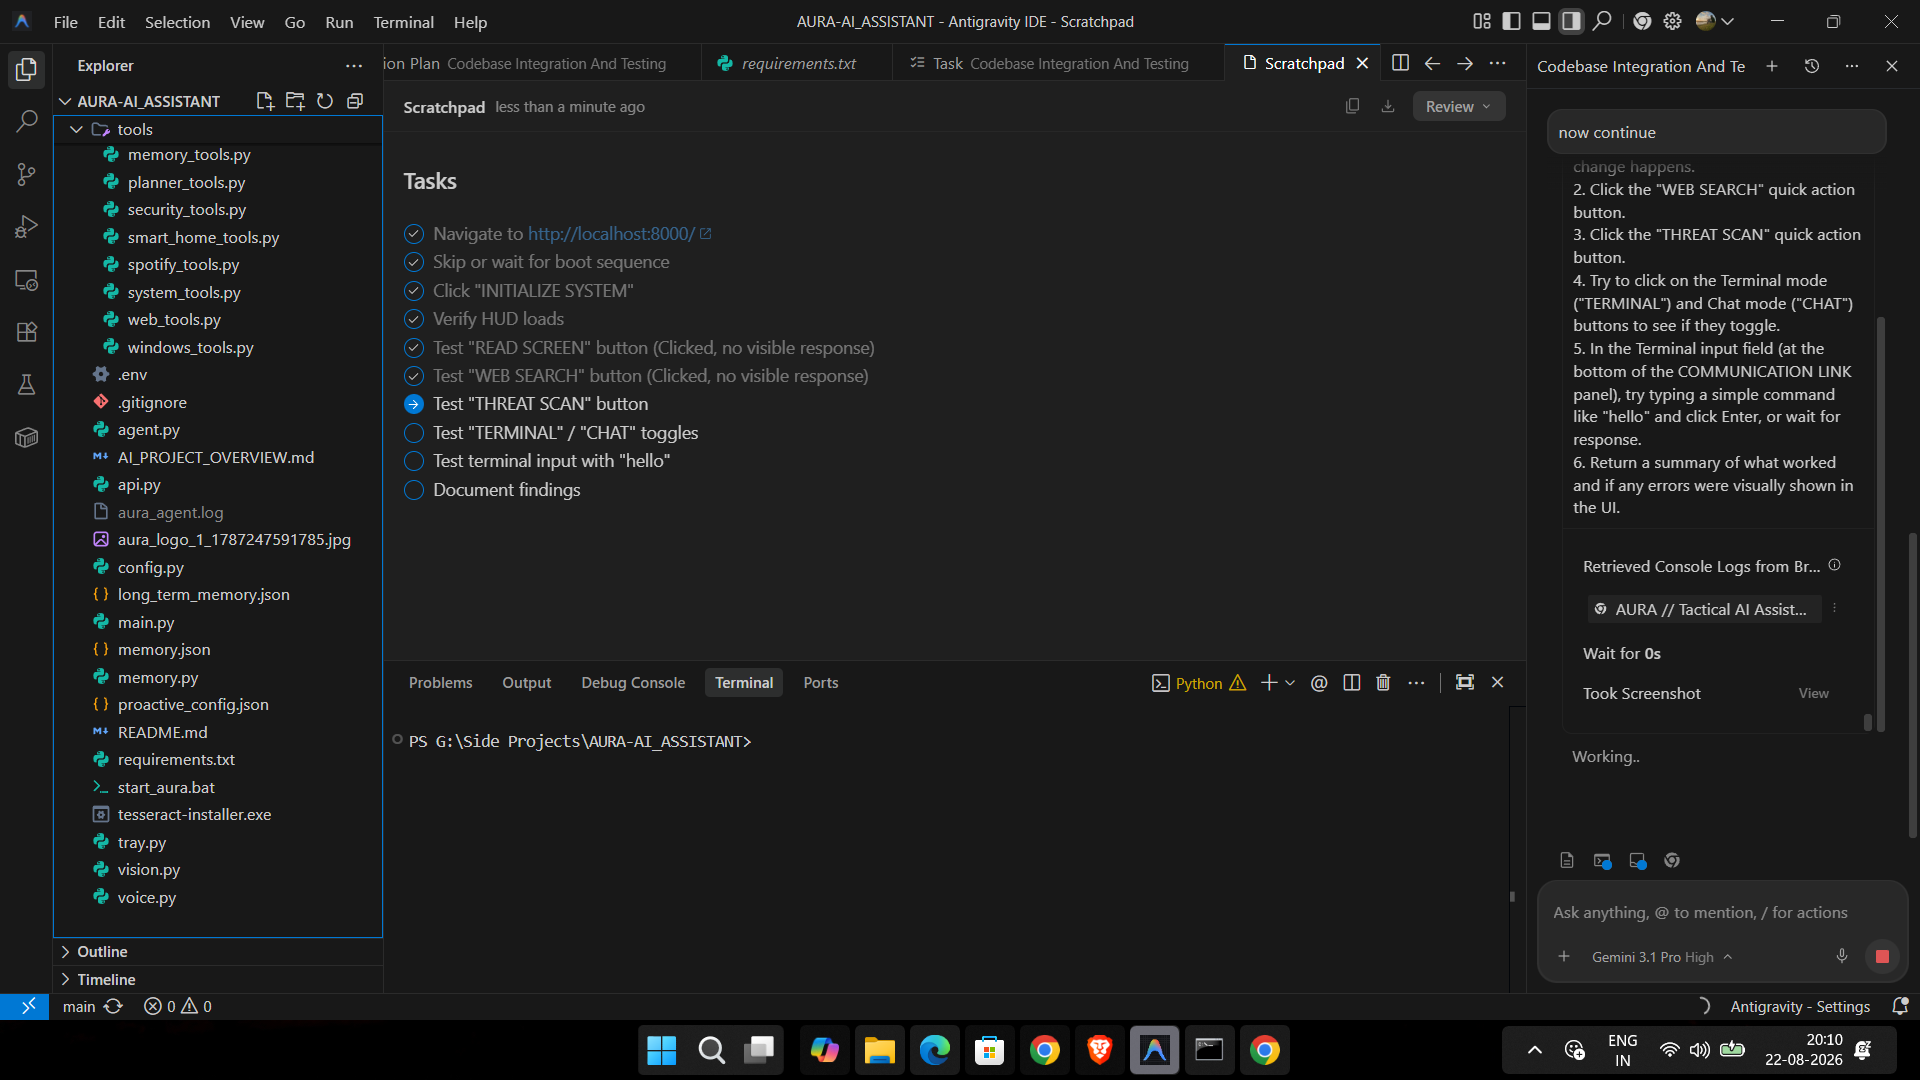 File Edit Selection View Go Run Terminal Help
AURA-AI_ASSISTANT - Antigravity IDE - Scratchpad
Explorer
AURA-AI_ASSISTANT
tools
memory_tools.py
planner_tools.py
security_tools.py
smart_home_tools.py
spotify_tools.py
system_tools.py
web_tools.py
windows_tools.py
.env
.gitignore
agent.py
AI_PROJECT_OVERVIEW.md
api.py
aura_agent.log
aura_logo_1_1787247591785.jpg
config.py
long_term_memory.json
main.py
memory.json
memory.py
proactive_config.json
README.md
requirements.txt
start_aura.bat
tesseract-installer.exe
tray.py
vision.py
voice.py
Outline
Timeline
ion Plan Codebase Integration And Testing
requirements.txt
Task Codebase Integration And Testing
Scratchpad
Scratchpad less than a minute ago
Review
Tasks
Navigate to http://localhost:8000/
Skip or wait for boot sequence
Click "INITIALIZE SYSTEM"
Verify HUD loads
Test "READ SCREEN" button (Clicked, no visible response)
Test "WEB SEARCH" button (Clicked, no visible response)
Test "THREAT SCAN" button
Test "TERMINAL" / "CHAT" toggles
Test terminal input with "hello"
Document findings
Problems Output Debug Console Terminal Ports
Python
PS G:\Side Projects\AURA-AI_ASSISTANT>
Codebase Integration And Te
now continue
change happens.
2. Click the "WEB SEARCH" quick action
button.
3. Click the "THREAT SCAN" quick action
button.
4. Try to click on the Terminal mode
("TERMINAL") and Chat mode ("CHAT")
buttons to see if they toggle.
5. In the Terminal input field (at the
bottom of the COMMUNICATION LINK
panel), try typing a simple command
like "hello" and click Enter, or wait for
response.
6. Return a summary of what worked
and if any errors were visually shown in
the UI.
Retrieved Console Logs from Br...
AURA // Tactical AI Assist...
Wait for 0s
Took Screenshot View
Working..
Ask anything, @ to mention, / for actions
Gemini 3.1 Pro High
main 0 0
Antigravity - Settings
ENG
IN
20:10
22-08-2026